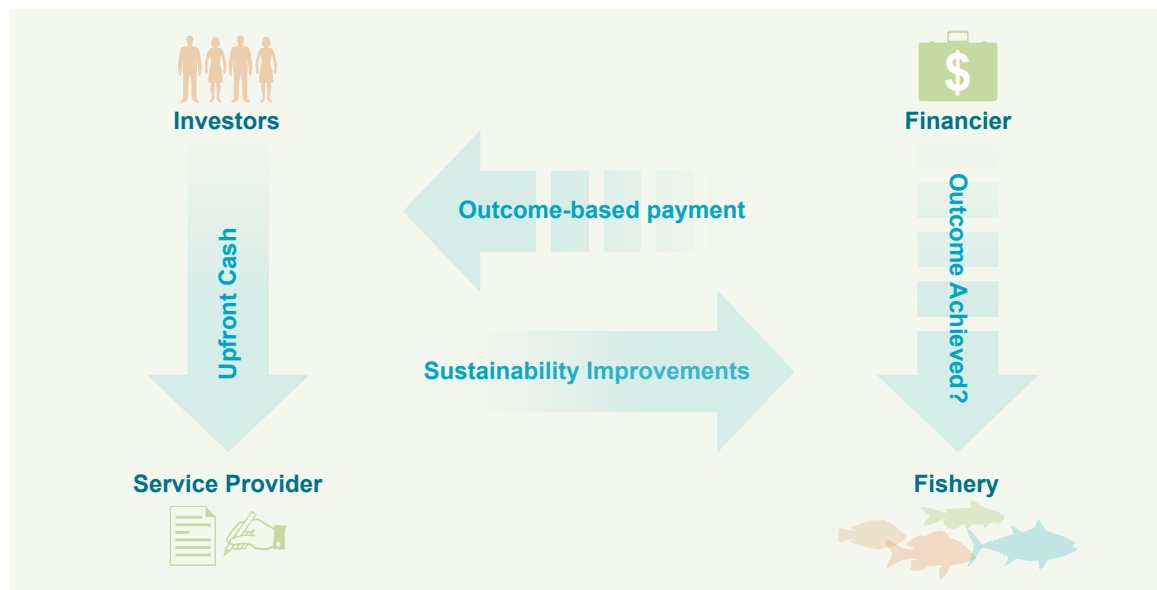 $
Investors
Financier
Outcome-based payment
Upfront Cash
Outcome Achieved?
Sustainability Improvements
Service Provider
Fishery